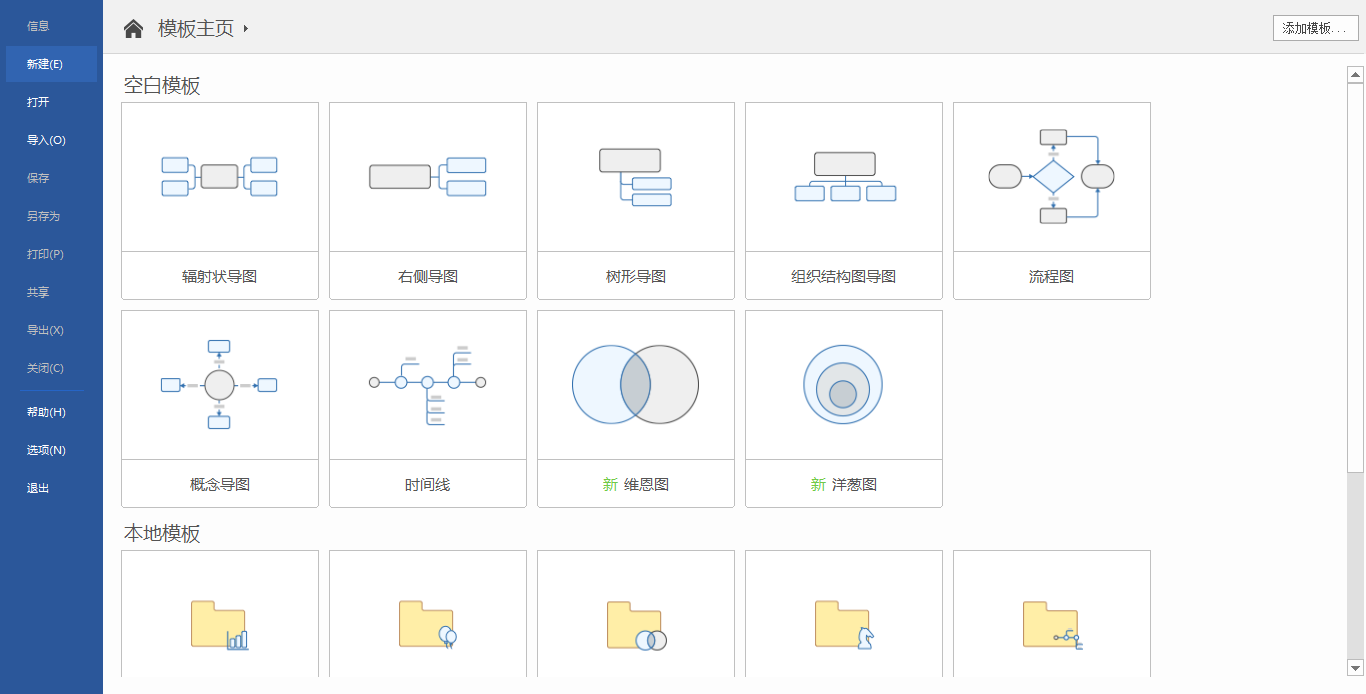 信息
新建(E)
打开
导入(O)
保存
另存为
打印(P)
共享
导出(X)
关闭(C)
帮助(H)
选项(N)
退出
模板主页
添加模板...
空白模板
辐射状导图
右侧导图
树形导图
组织结构图导图
流程图
概念导图
时间线
新 维恩图
新 洋葱图
本地模板